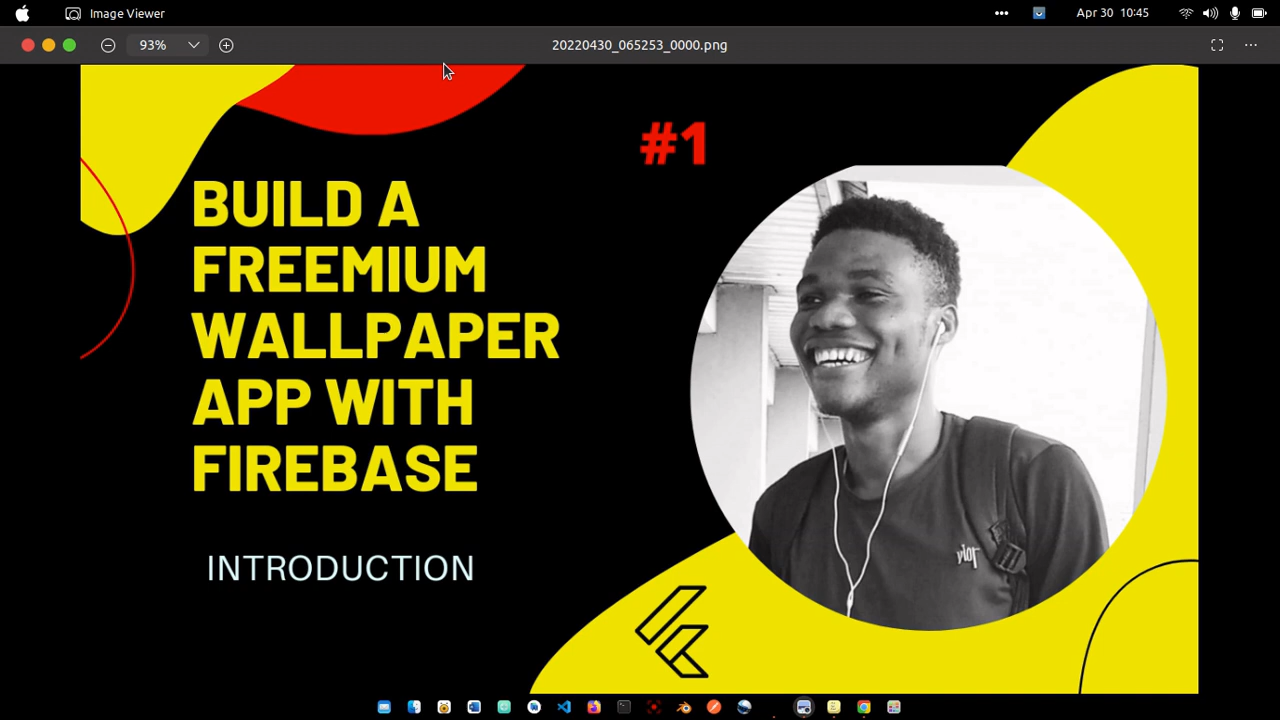 Image Viewer
Apr 30 10:45
93%
20220430_065253_0000.png
#1
BUILD A
FREEMIUM
WALLPAPER
APP WITH
FIREBASE
INTRODUCTION